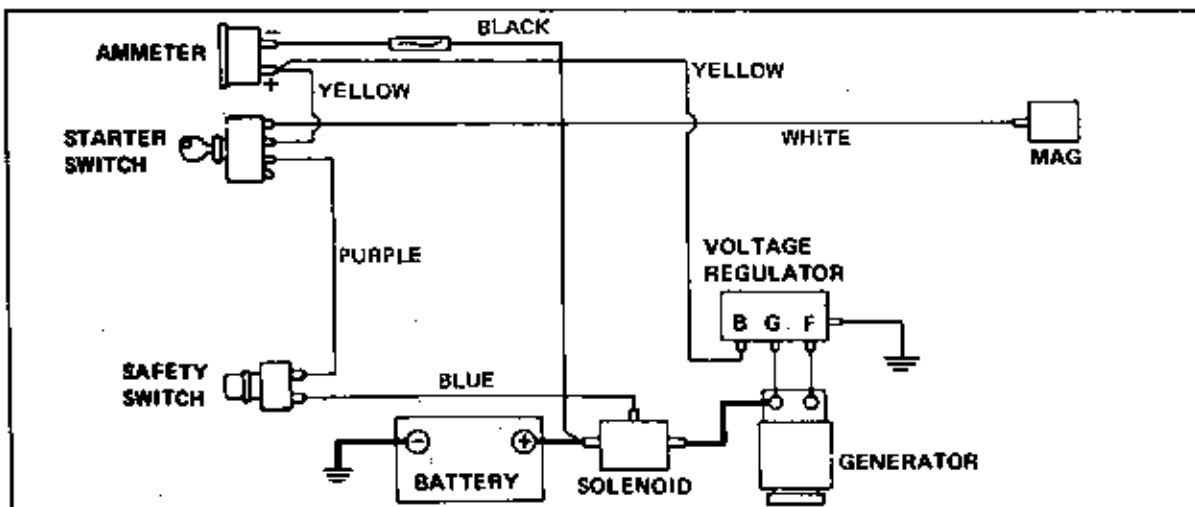 BLACK
AMMETER
−
+
YELLOW
YELLOW
STARTER
SWITCH
WHITE
MAG
PURPLE
VOLTAGE
REGULATOR
B G F
SAFETY
SWITCH
BLUE
− +
BATTERY
SOLENOID
GENERATOR